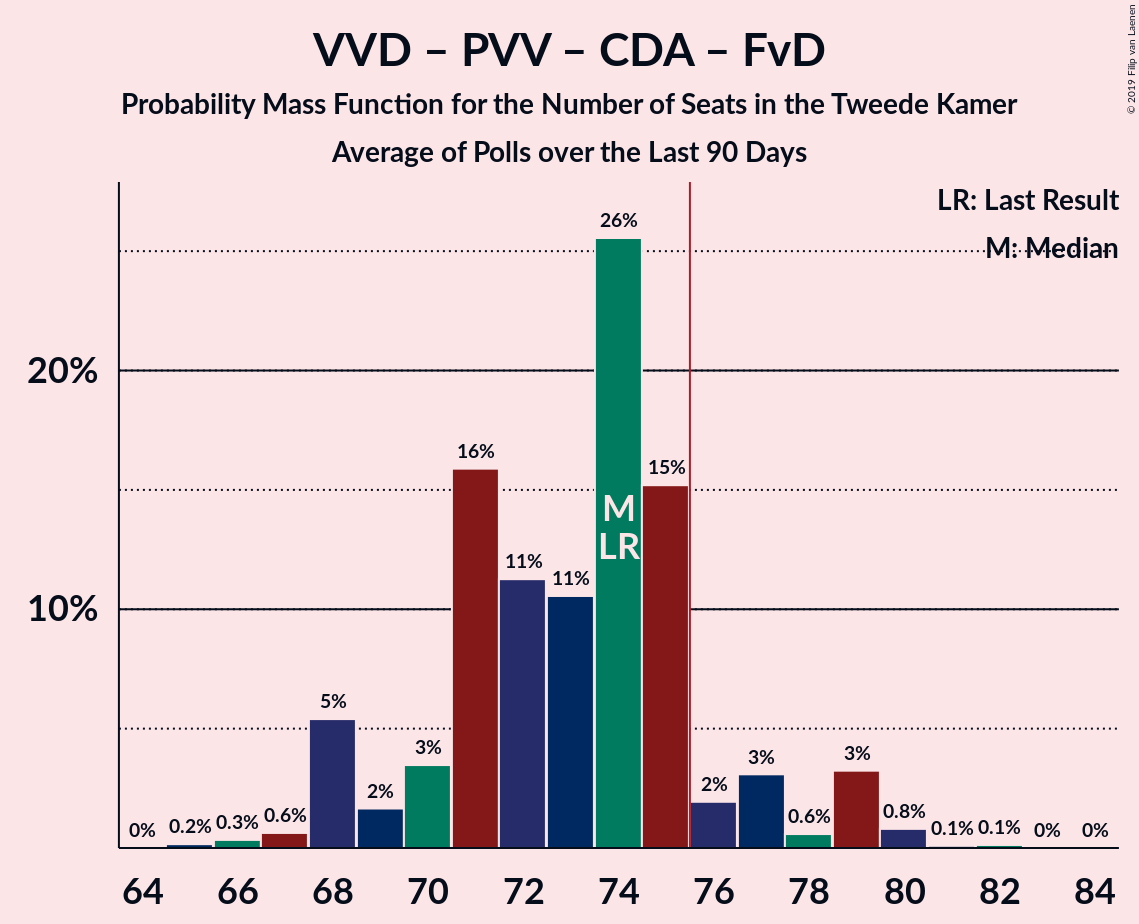 VVD – PVV – CDA – FvD
Probability Mass Function for the Number of Seats in the Tweede Kamer
Average of Polls over the Last 90 Days
© 2019 Filip van Laenen
LR: Last Result
M: Median
20%
10%
0%
0.2%
0.3%
0.6%
5%
2%
3%
16%
11%
11%
26%
15%
2%
3%
0.6%
3%
0.8%
0.1%
0.1%
0%
0%
M
LR
64 66 68 70 72 74 76 78 80 82 84